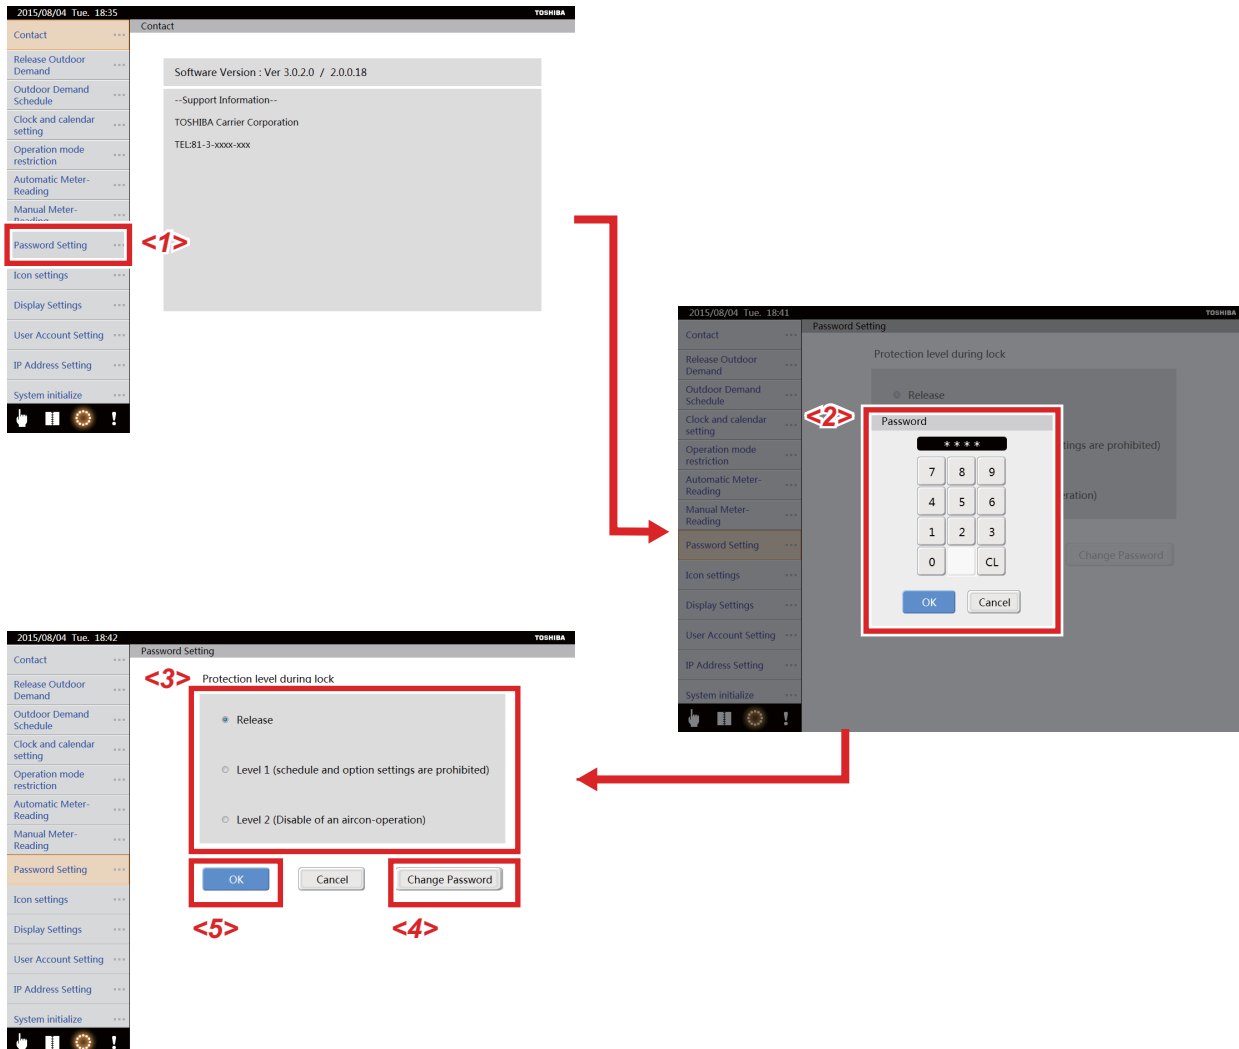 2015/08/04 Tue. 18:35
TOSHIBA
Contact
Contact
Release Outdoor
Demand
Outdoor Demand
Schedule
Clock and calendar
setting
Operation mode
restriction
Automatic Meter-
Reading
Manual Meter-
Reading
Password Setting
Icon settings
Display Settings
User Account Setting
IP Address Setting
System initialize
Software Version : Ver 3.0.2.0 / 2.0.0.18
--Support Information--
TOSHIBA Carrier Corporation
TEL:81-3-xxxx-xxx
<1>
2015/08/04 Tue. 18:41
TOSHIBA
Password Setting
Contact
Release Outdoor
Demand
Outdoor Demand
Schedule
Clock and calendar
setting
Operation mode
restriction
Automatic Meter-
Reading
Manual Meter-
Reading
Password Setting
Icon settings
Display Settings
User Account Setting
IP Address Setting
System initialize
Protection level during lock
Release
tings are prohibited)
ration)
Change Password
<2>
Password
****
7 8 9
4 5 6
1 2 3
0 CL
OK Cancel
2015/08/04 Tue. 18:42
TOSHIBA
Password Setting
Contact
Release Outdoor
Demand
Outdoor Demand
Schedule
Clock and calendar
setting
Operation mode
restriction
Automatic Meter-
Reading
Manual Meter-
Reading
Password Setting
Icon settings
Display Settings
User Account Setting
IP Address Setting
System initialize
<3>
Protection level during lock
Release
Level 1 (schedule and option settings are prohibited)
Level 2 (Disable of an aircon-operation)
OK Cancel Change Password
<5> <4>